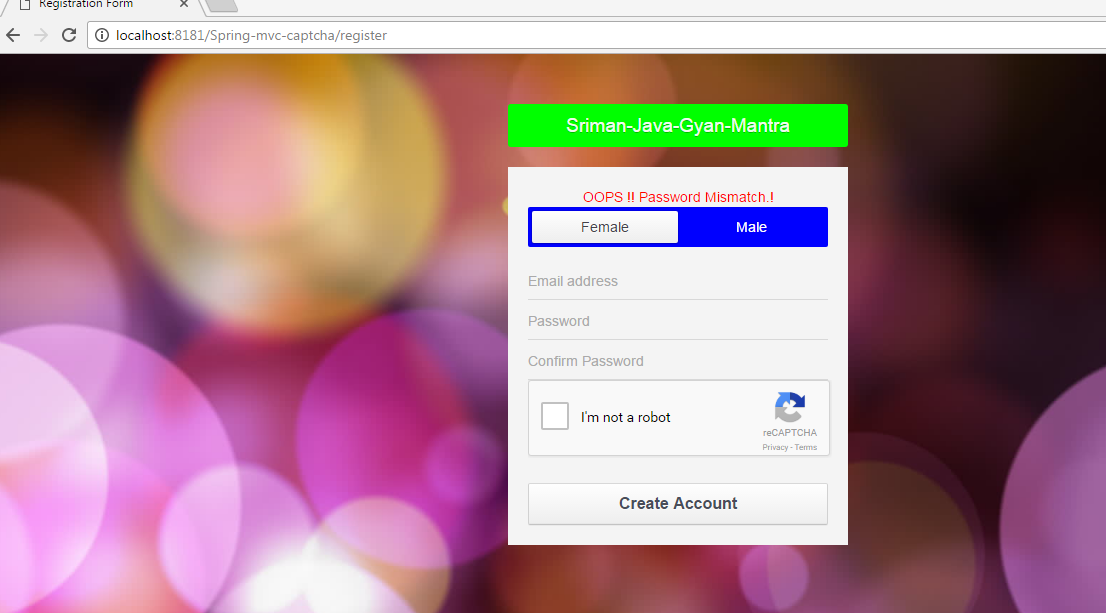 Registration Form
localhost:8181/Spring-mvc-captcha/register
Sriman-Java-Gyan-Mantra
OOPS !! Password Mismatch.!
Female Male
Email address
Password
Confirm Password
I'm not a robot
reCAPTCHA
Privacy - Terms
Create Account